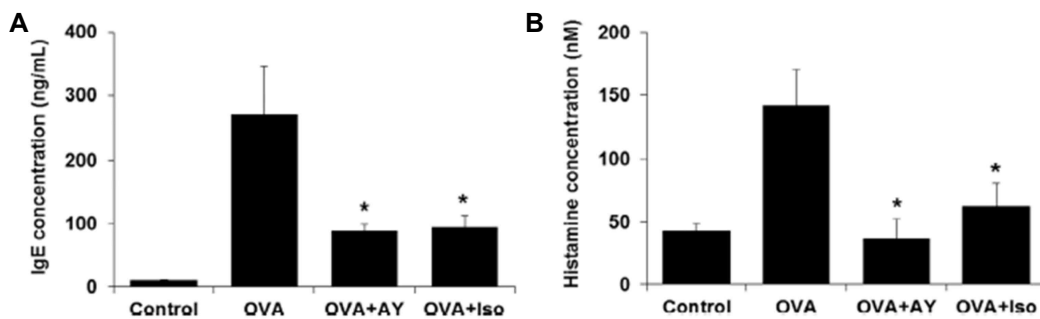 A
IgE concentration (ng/mL)
400
300
200
100
0
*
*
Control OVA OVA+AY OVA+Iso
B
Histamine concentration (nM)
200
150
100
50
0
*
*
Control OVA OVA+AY OVA+Iso